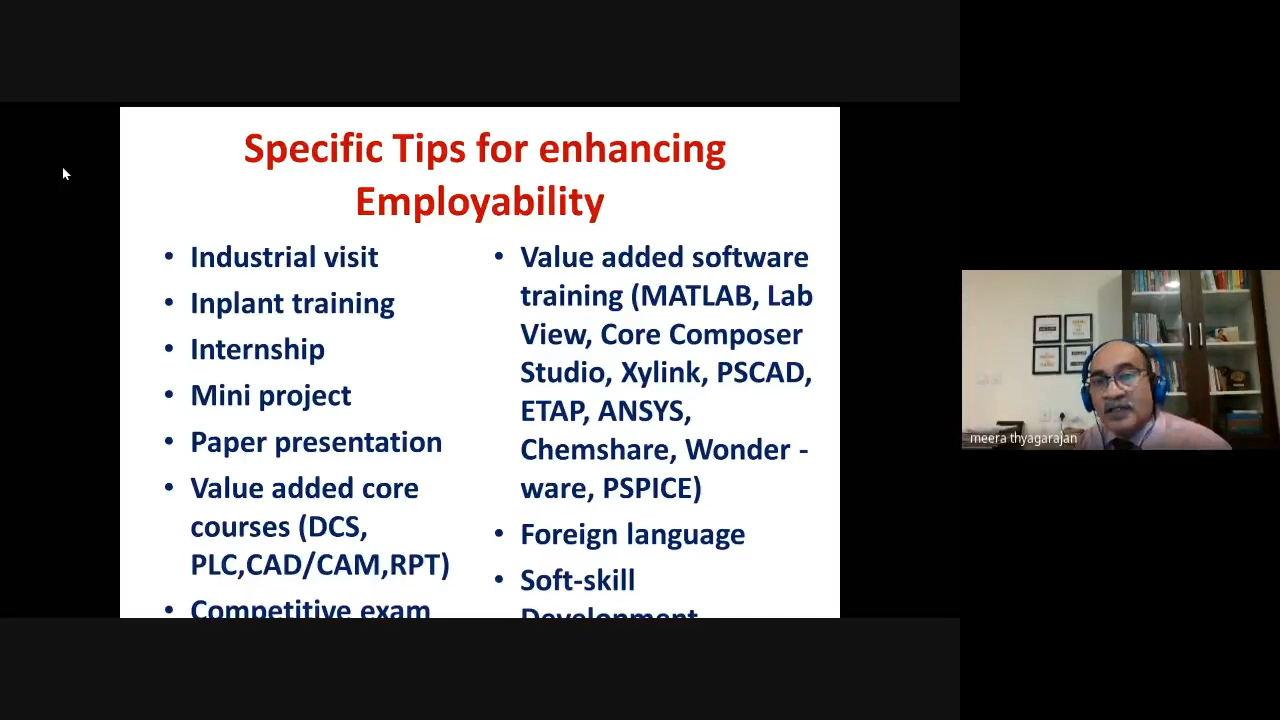 Specific Tips for enhancing
Employability
• Industrial visit
• Inplant training
• Internship
• Mini project
• Paper presentation
• Value added core
courses (DCS,
PLC,CAD/CAM,RPT)
• Competitive exam
• Value added software
training (MATLAB, Lab
View, Core Composer
Studio, Xylink, PSCAD,
ETAP, ANSYS,
Chemshare, Wonder -
ware, PSPICE)
• Foreign language
• Soft-skill
Development
meera thyagarajan